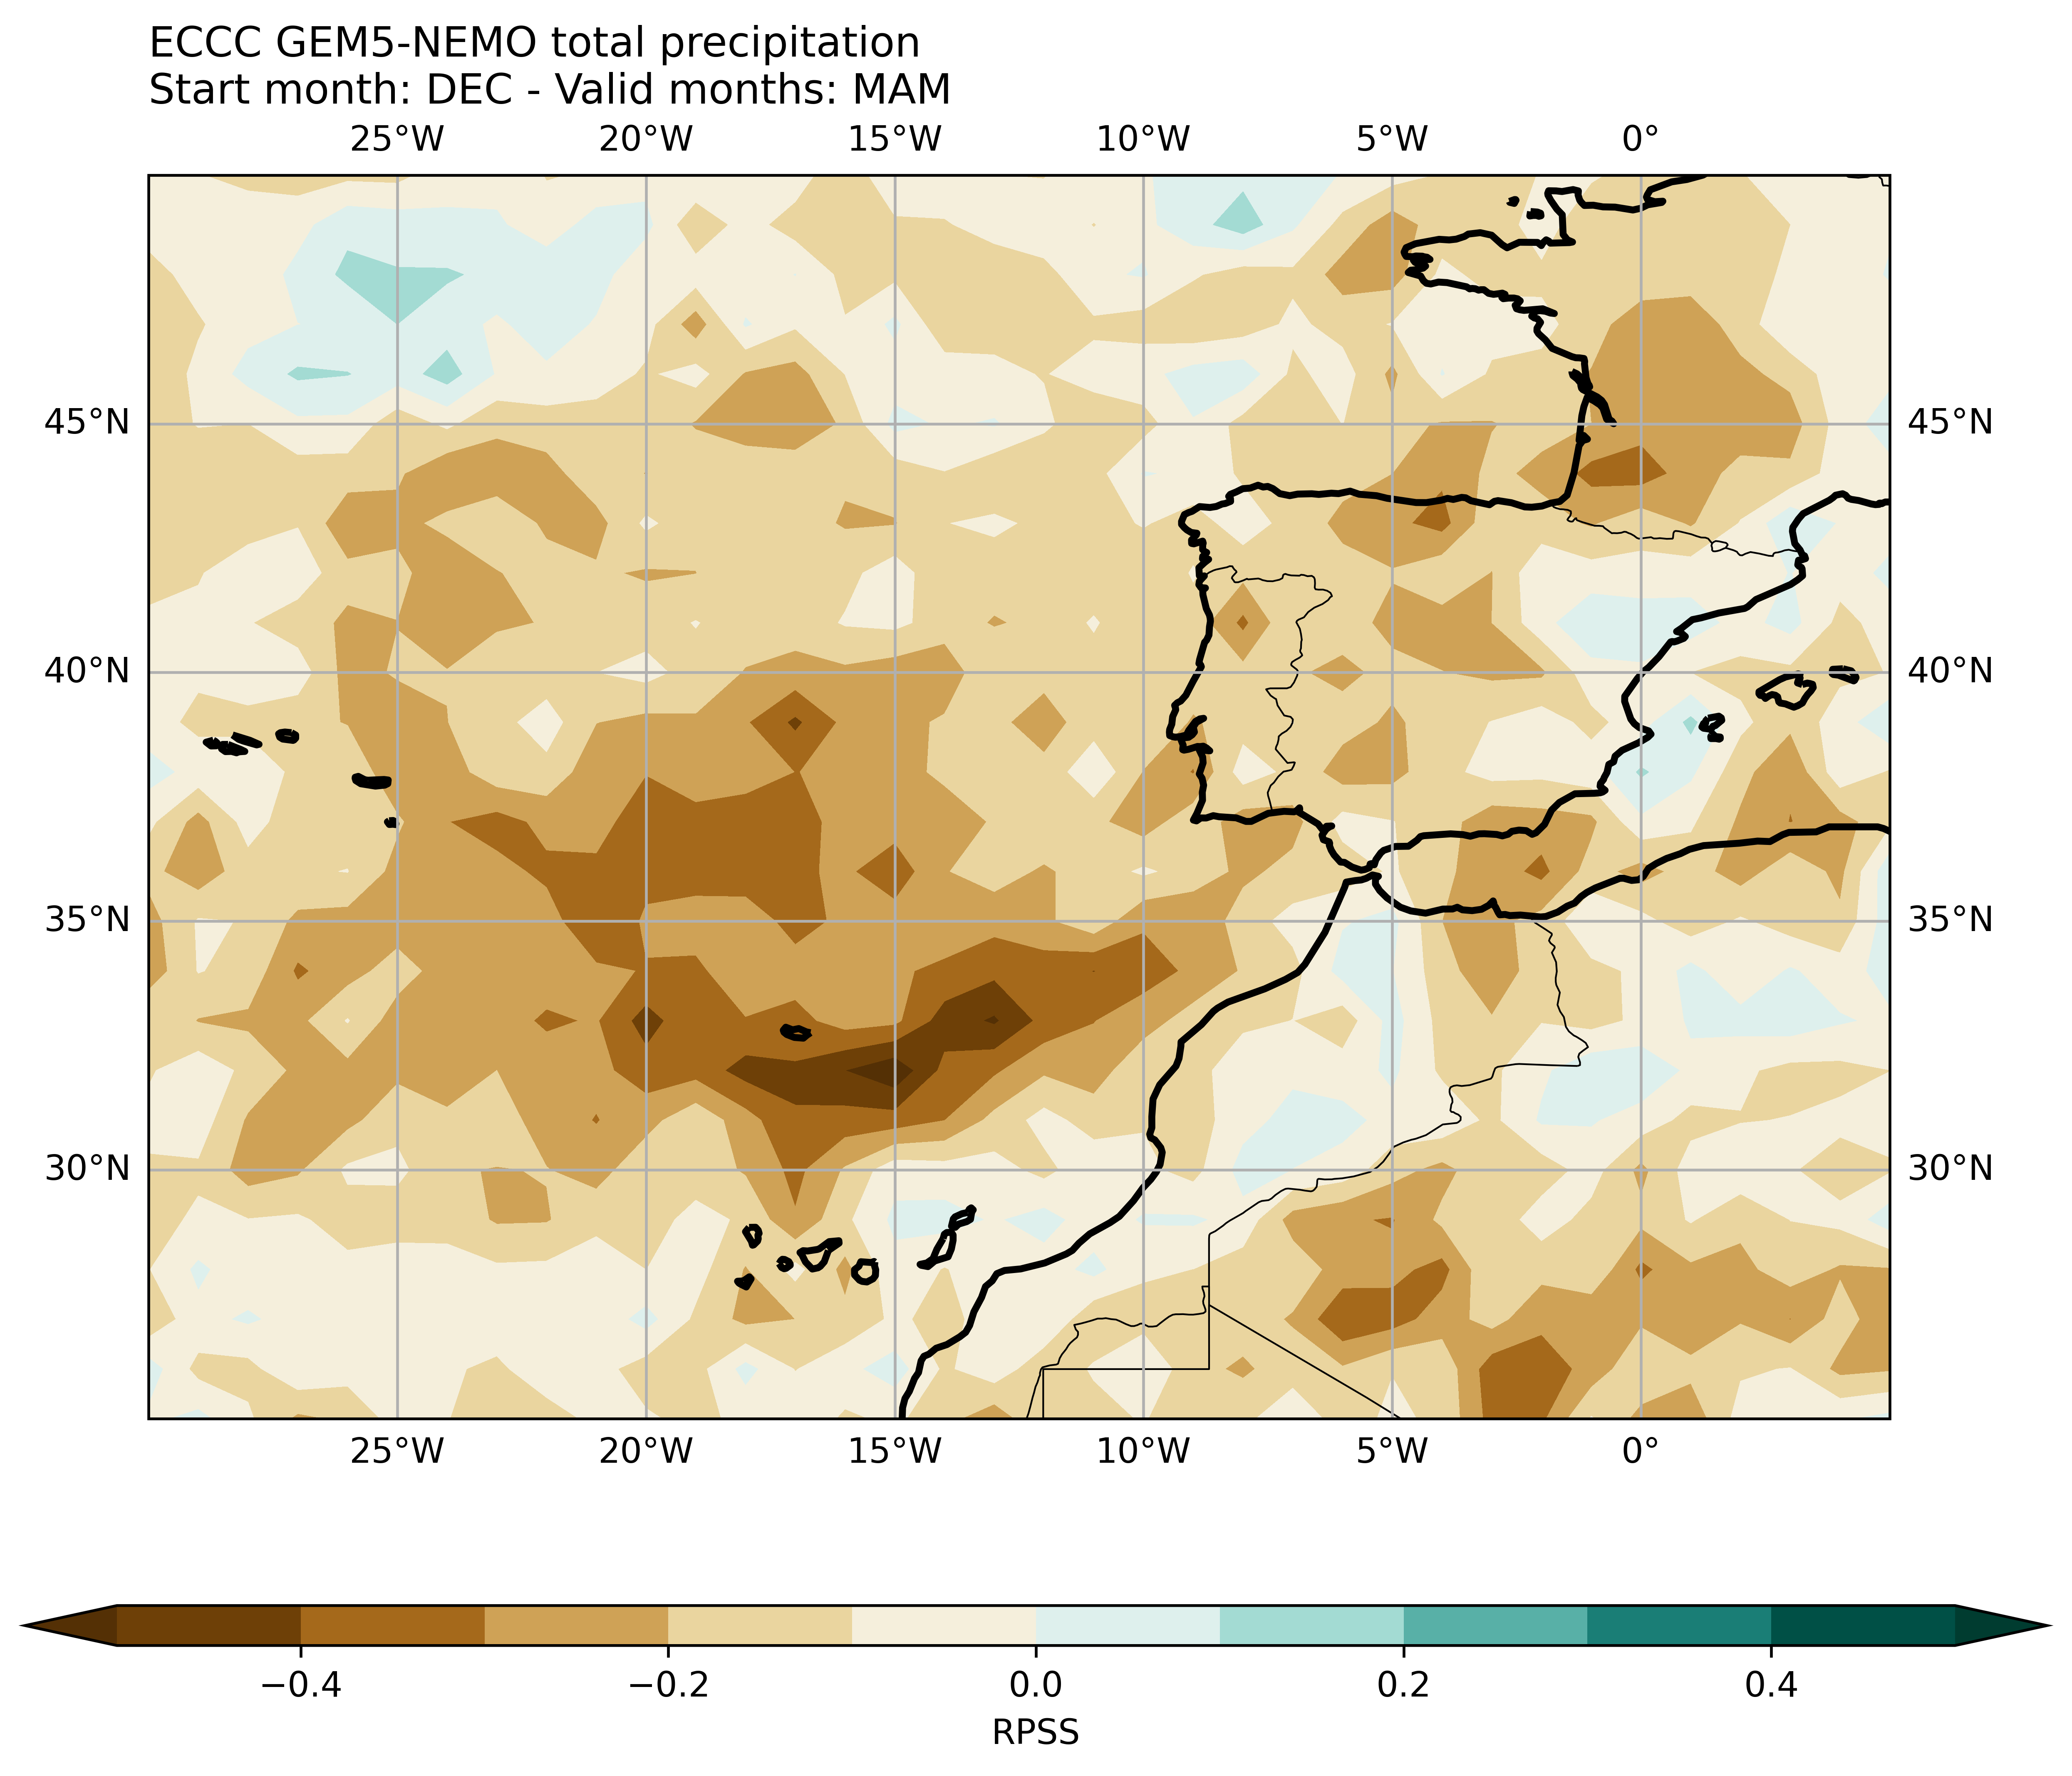 ECCC GEM5-NEMO total precipitation
Start month: DEC - Valid months: MAM
25°W 20°W 15°W 10°W 5°W 0°
45°N 45°N
40°N 40°N
35°N 35°N
30°N 30°N
25°W 20°W 15°W 10°W 5°W 0°
−0.4 −0.2 0.0 0.2 0.4
RPSS